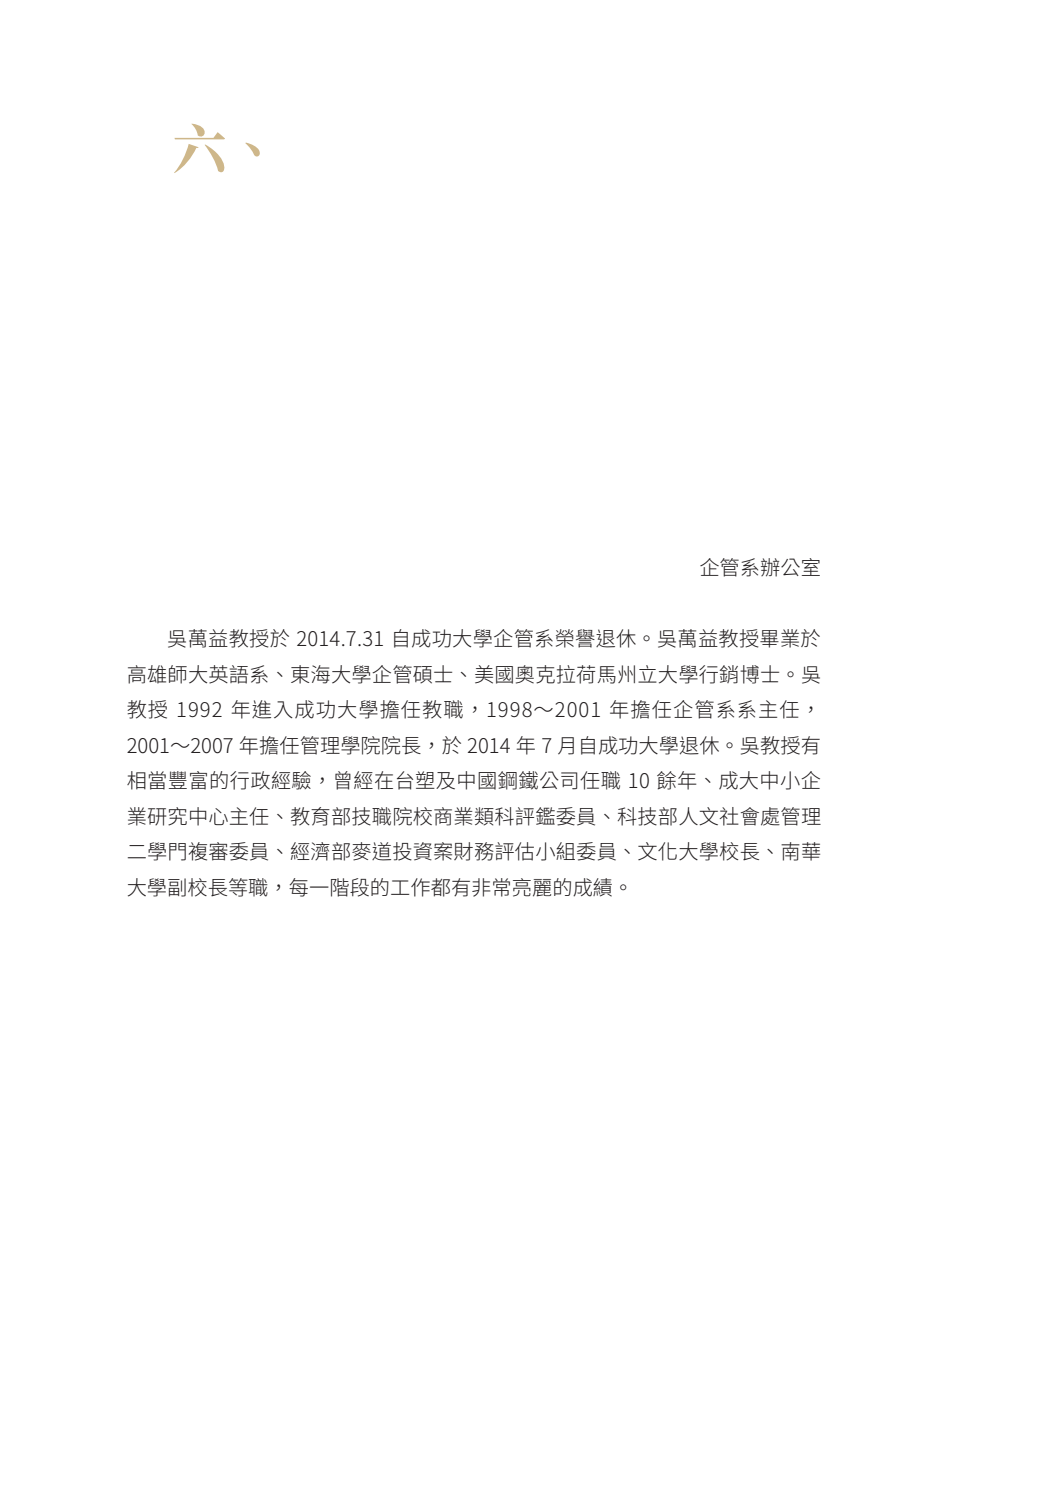 六、
企管系辦公室
吳萬益教授於 2014.7.31 自成功大學企管系榮譽退休。吳萬益教授畢業於
高雄師大英語系、東海大學企管碩士、美國奧克拉荷馬州立大學行銷博士。吳
教授 1992 年進入成功大學擔任教職，1998～2001 年擔任企管系系主任，
2001～2007 年擔任管理學院院長，於 2014 年 7 月自成功大學退休。吳教授有
相當豐富的行政經驗，曾經在台塑及中國鋼鐵公司任職 10 餘年、成大中小企
業研究中心主任、教育部技職院校商業類科評鑑委員、科技部人文社會處管理
二學門複審委員、經濟部麥道投資案財務評估小組委員、文化大學校長、南華
大學副校長等職，每一階段的工作都有非常亮麗的成績。